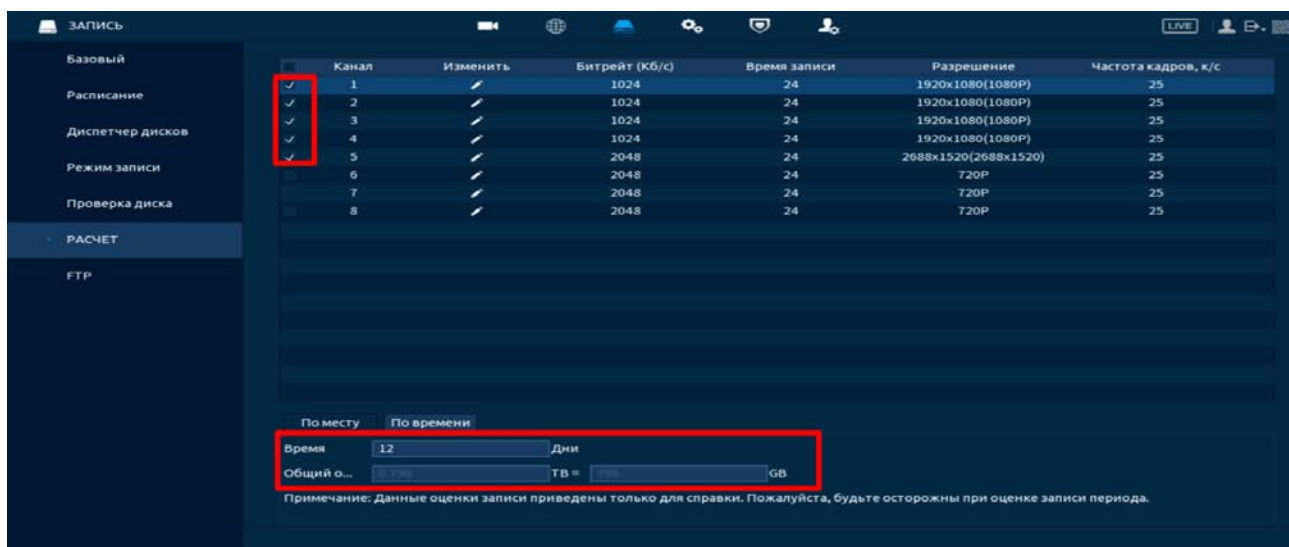 ЗАПИСЬ LIVE
Базовый
Расписание
Диспетчер дисков
Режим записи
Проверка диска
РАСЧЕТ
FTP
Канал Изменить Битрейт (Кб/с) Время записи Разрешение Частота кадров, к/с
1 1024 24 1920x1080(1080P) 25
2 1024 24 1920x1080(1080P) 25
3 1024 24 1920x1080(1080P) 25
4 1024 24 1920x1080(1080P) 25
5 2048 24 2688x1520(2688x1520) 25
6 2048 24 720P 25
7 2048 24 720P 25
8 2048 24 720P 25
По месту По времени
Время 12 Дни
Общий о... TB = GB
Примечание: Данные оценки записи приведены только для справки. Пожалуйста, будьте осторожны при оценке записи периода.